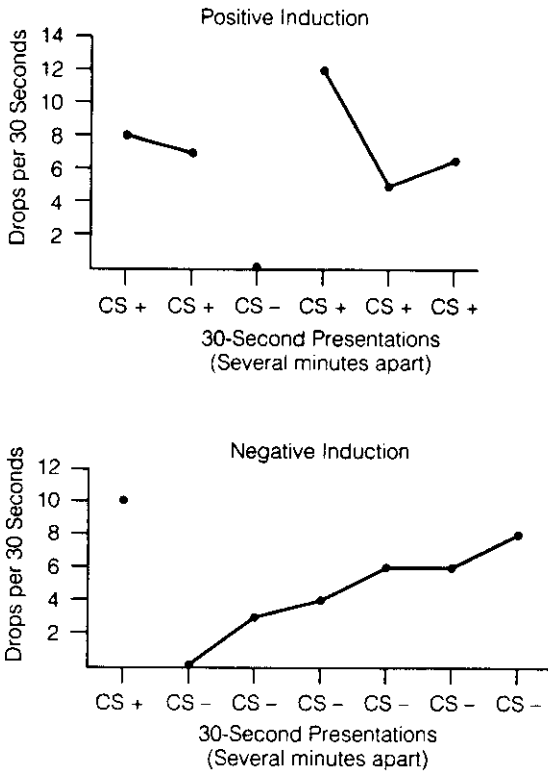 Positive Induction
Drops per 30 Seconds
14
12
10
8
6
4
2
CS + CS + CS – CS + CS + CS +
30-Second Presentations
(Several minutes apart)
Negative Induction
Drops per 30 Seconds
12
10
8
6
4
2
CS + CS – CS – CS – CS – CS – CS –
30-Second Presentations
(Several minutes apart)